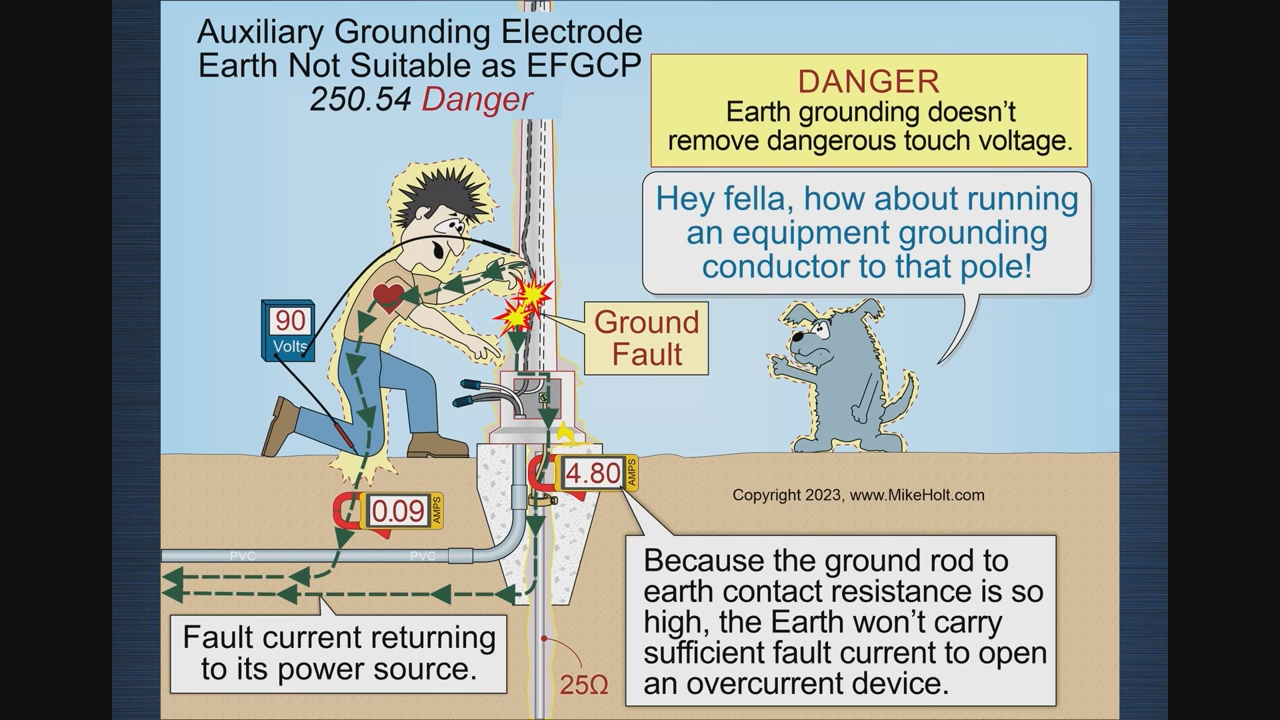 Auxiliary Grounding Electrode
Earth Not Suitable as EFGCP
250.54 Danger
DANGER
Earth grounding doesn't
remove dangerous touch voltage.
Hey fella, how about running
an equipment grounding
conductor to that pole!
90
Volts
Ground
Fault
4.80
AMPS
0.09
AMPS
Copyright 2023, www.MikeHolt.com
PVC
PVC
Because the ground rod to
earth contact resistance is so
high, the Earth won't carry
sufficient fault current to open
an overcurrent device.
Fault current returning
to its power source.
25Ω